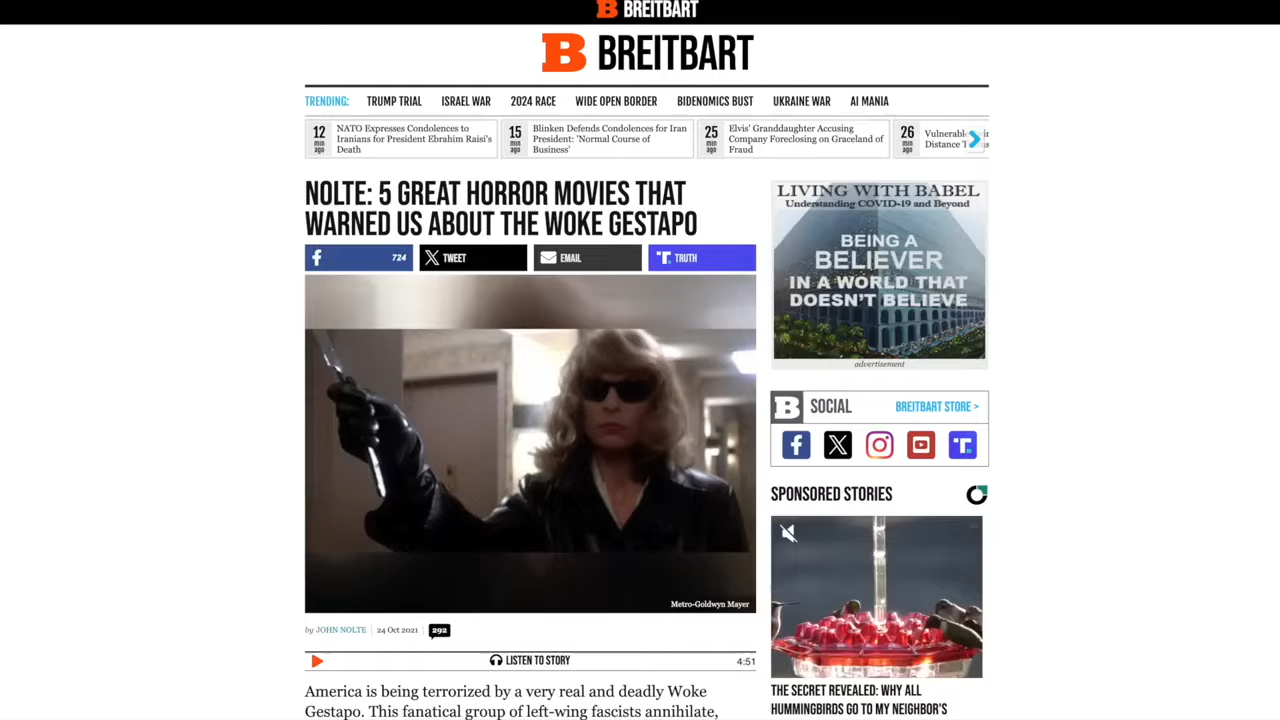 BREITBART
BREITBART
TRENDING: TRUMP TRIAL ISRAEL WAR 2024 RACE WIDE OPEN BORDER BIDENOMICS BUST UKRAINE WAR AI MANIA
12 min ago
NATO Expresses Condolences to
Iranians for President Ebrahim Raisi's
Death
15 min ago
Blinken Defends Condolences for Iran
President: 'Normal Course of
Business'
25 min ago
Elvis' Granddaughter Accusing
Company Foreclosing on Graceland of
Fraud
26 min ago
Distance
NOLTE: 5 GREAT HORROR MOVIES THAT
WARNED US ABOUT THE WOKE GESTAPO
724 TWEET EMAIL TRUTH
Metro-Goldwyn Mayer
by JOHN NOLTE 24 Oct 2021 292
LISTEN TO STORY 4:51
America is being terrorized by a very real and deadly Woke
Gestapo. This fanatical group of left-wing fascists annihilate,
LIVING WITH BABEL
Understanding COVID-19 and Beyond
BEING A
BELIEVER
IN A WORLD THAT
DOESN'T BELIEVE
advertisement
B SOCIAL BREITBART STORE >
SPONSORED STORIES
THE SECRET REVEALED: WHY ALL
HUMMINGBIRDS GO TO MY NEIGHBOR'S